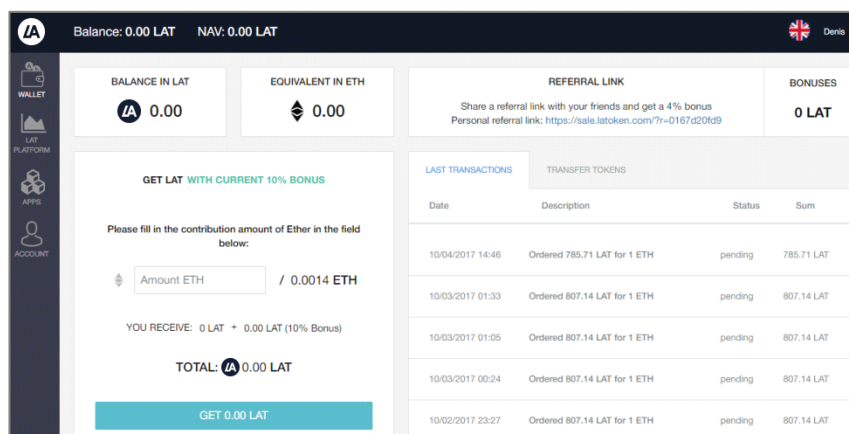 LA Balance: 0.00 LAT NAV: 0.00 LAT Denis
WALLET
LAT
PLATFORM
APPS
ACCOUNT
BALANCE IN LAT
LA 0.00
EQUIVALENT IN ETH
0.00
REFERRAL LINK
Share a referral link with your friends and get a 4% bonus
Personal referral link: https://sale.latoken.com/?r=0167d20fd9
BONUSES
0 LAT
GET LAT WITH CURRENT 10% BONUS
Please fill in the contribution amount of Ether in the field
below:
Amount ETH / 0.0014 ETH
YOU RECEIVE: 0 LAT + 0.00 LAT (10% Bonus)
TOTAL: LA 0.00 LAT
GET 0.00 LAT
LAST TRANSACTIONS TRANSFER TOKENS
Date Description Status Sum
10/04/2017 14:46 Ordered 785.71 LAT for 1 ETH pending 785.71 LAT
10/03/2017 01:33 Ordered 807.14 LAT for 1 ETH pending 807.14 LAT
10/03/2017 01:05 Ordered 807.14 LAT for 1 ETH pending 807.14 LAT
10/03/2017 00:24 Ordered 807.14 LAT for 1 ETH pending 807.14 LAT
10/02/2017 23:27 Ordered 807.14 LAT for 1 ETH pending 807.14 LAT